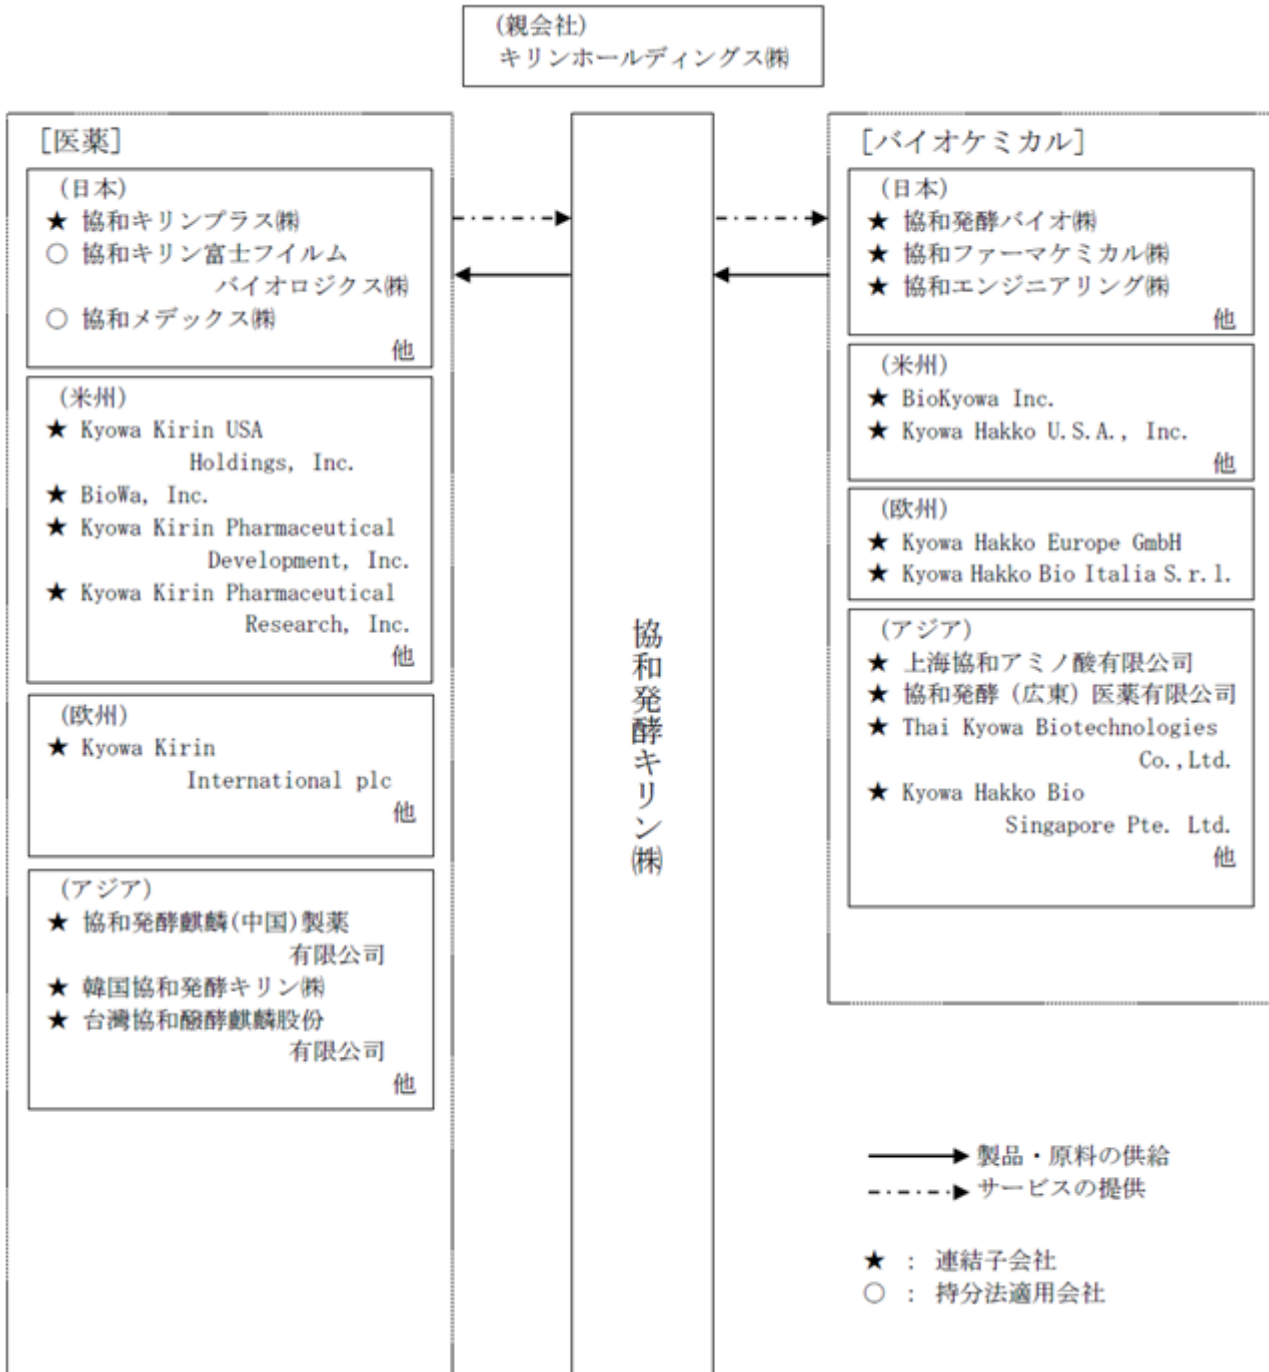 (親会社)
キリンホールディングス㈱
[医薬]
(日本)
★ 協和キリンプラス㈱
○ 協和キリン富士フイルム
バイオロジクス㈱
○ 協和メデックス㈱
他
(米州)
★ Kyowa Kirin USA
Holdings, Inc.
★ BioWa, Inc.
★ Kyowa Kirin Pharmaceutical
Development, Inc.
★ Kyowa Kirin Pharmaceutical
Research, Inc.
他
(欧州)
★ Kyowa Kirin
International plc
他
(アジア)
★ 協和発酵麒麟(中国)製薬
有限公司
★ 韓国協和発酵キリン㈱
★ 台灣協和醱酵麒麟股份
有限公司
他
協和発酵キリン㈱
[バイオケミカル]
(日本)
★ 協和発酵バイオ㈱
★ 協和ファーマケミカル㈱
★ 協和エンジニアリング㈱
他
(米州)
★ BioKyowa Inc.
★ Kyowa Hakko U.S.A., Inc.
他
(欧州)
★ Kyowa Hakko Europe GmbH
★ Kyowa Hakko Bio Italia S.r.l.
(アジア)
★ 上海協和アミノ酸有限公司
★ 協和発酵（広東）医薬有限公司
★ Thai Kyowa Biotechnologies
Co.,Ltd.
★ Kyowa Hakko Bio
Singapore Pte. Ltd.
他
製品・原料の供給
サービスの提供
★ ： 連結子会社
○ ： 持分法適用会社